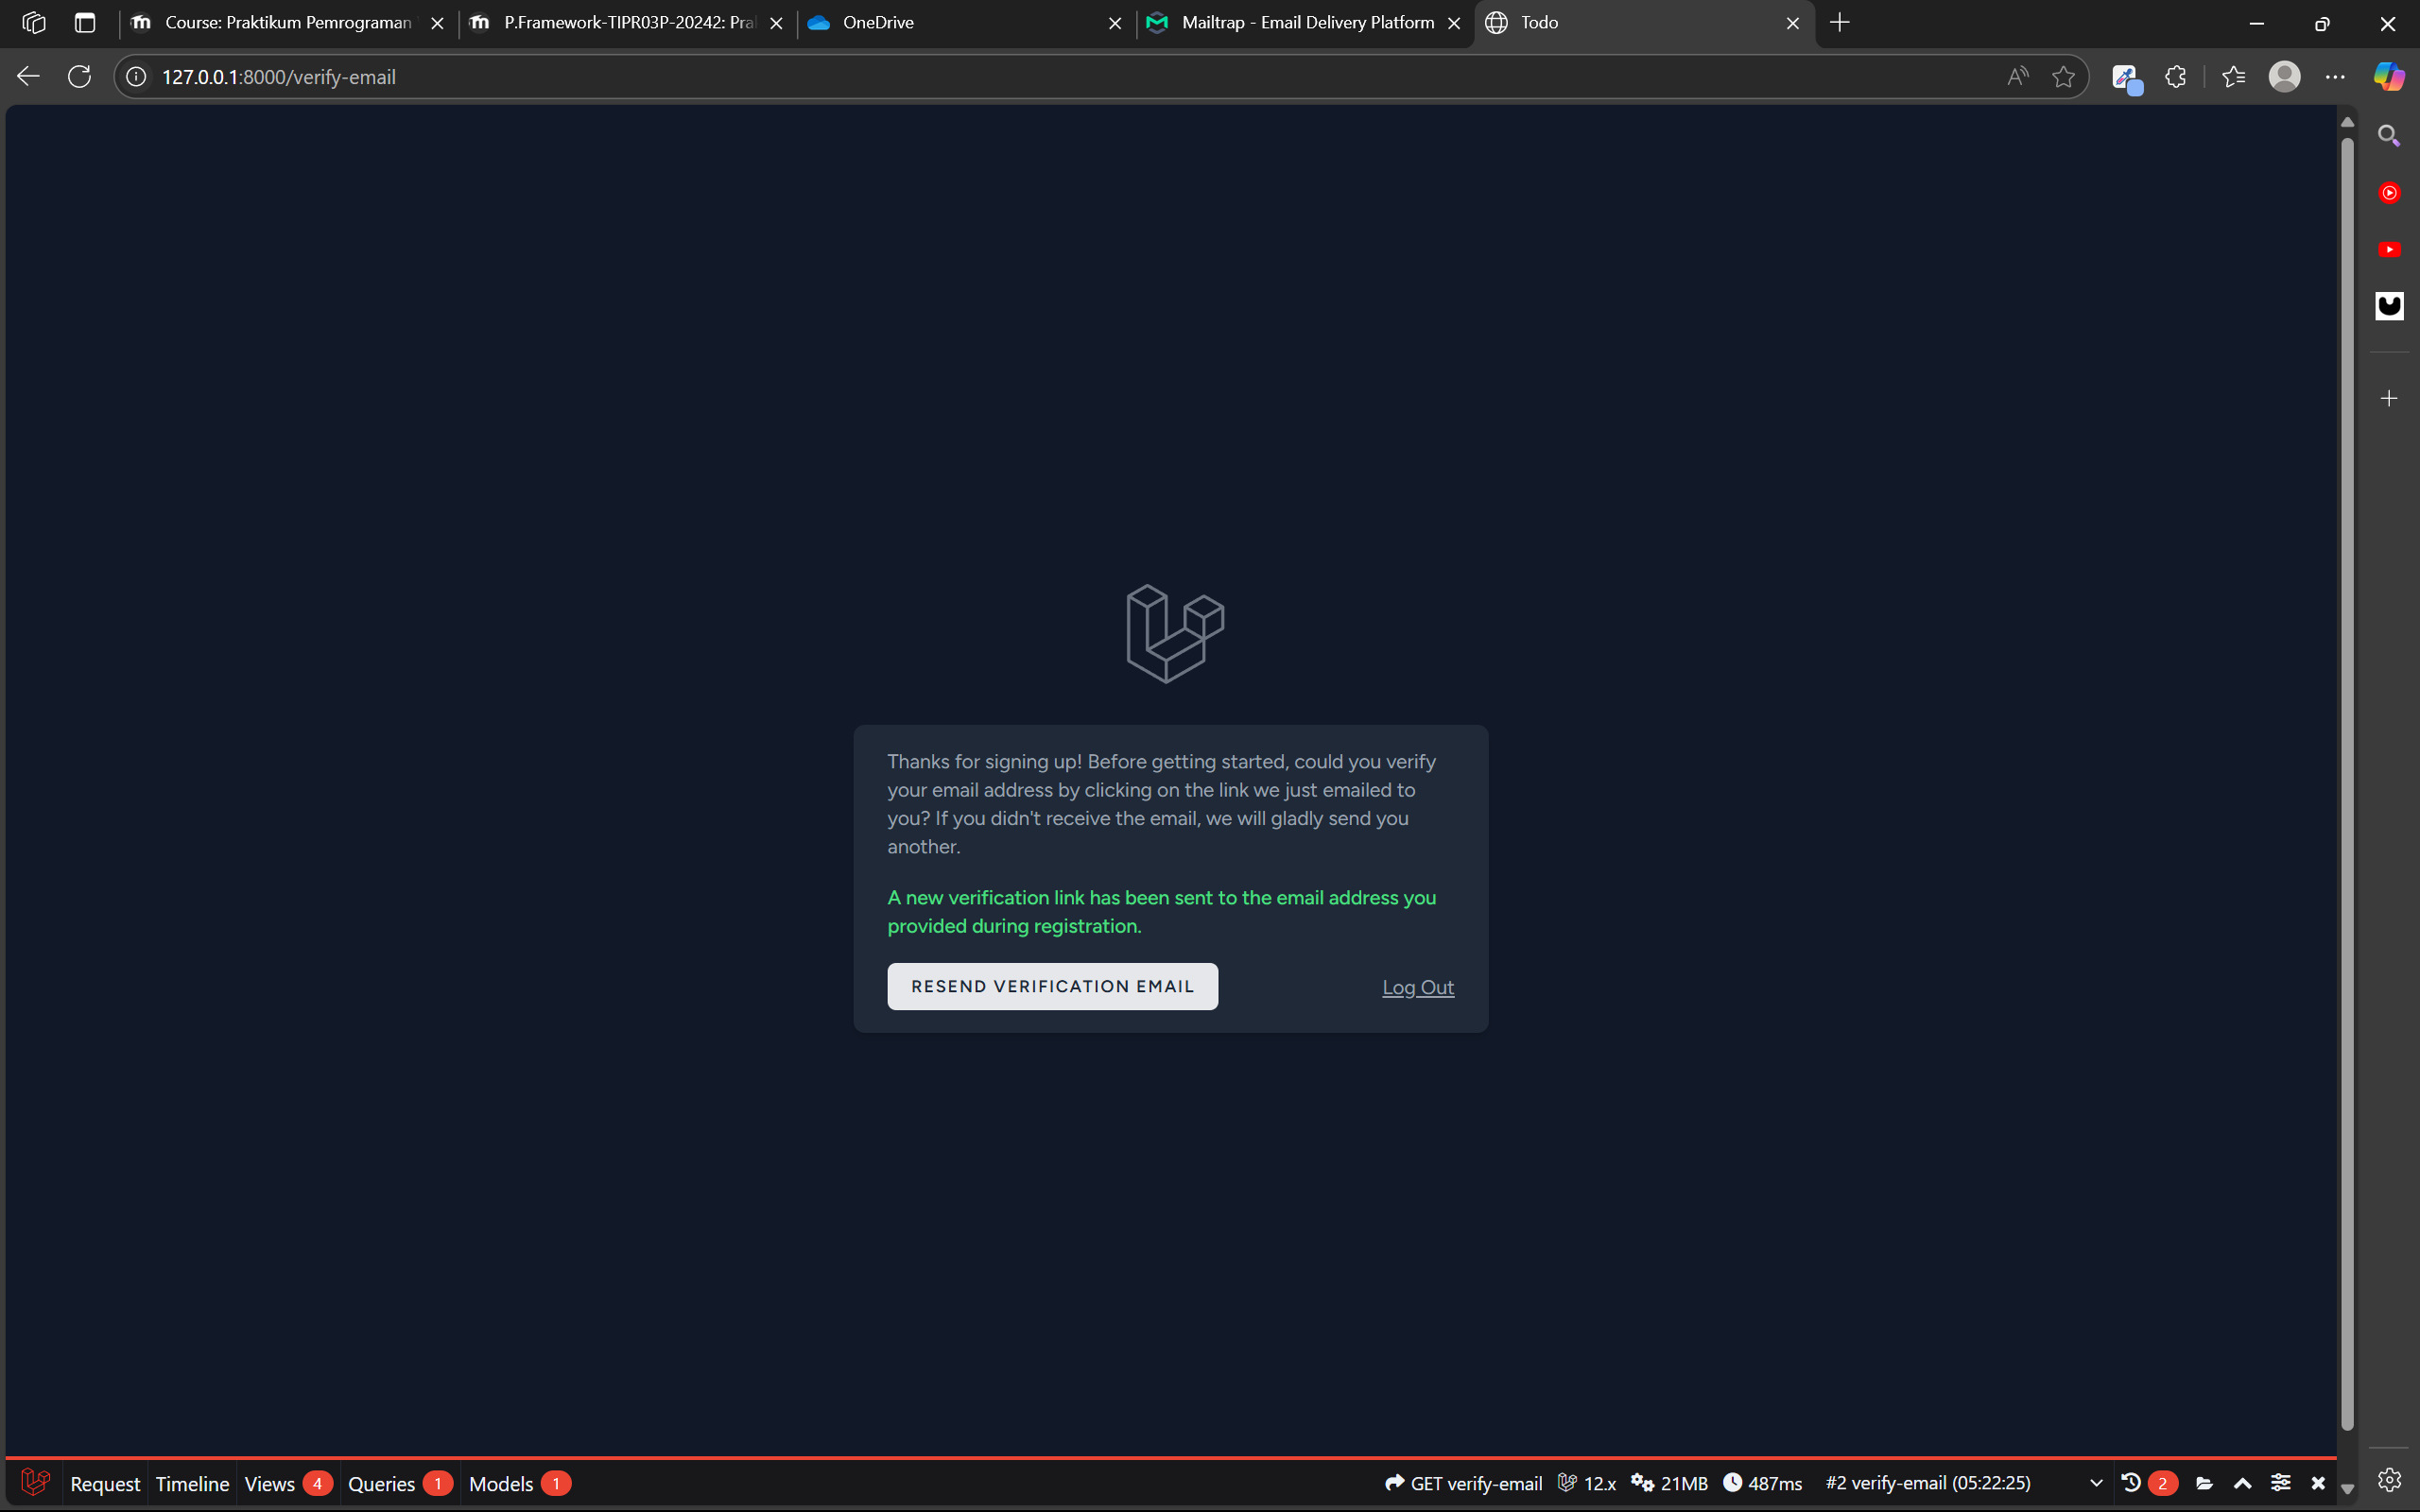 Course: Praktikum Pemrograman
P.Framework-TIPR03P-20242: Pra
OneDrive
Mailtrap - Email Delivery Platform
Todo
127.0.0.1:8000/verify-email
Thanks for signing up! Before getting started, could you verify
your email address by clicking on the link we just emailed to
you? If you didn't receive the email, we will gladly send you
another.
A new verification link has been sent to the email address you
provided during registration.
RESEND VERIFICATION EMAIL
Log Out
Request Timeline Views 4 Queries 1 Models 1 GET verify-email 12.x 21MB 487ms #2 verify-email (05:22:25) 2